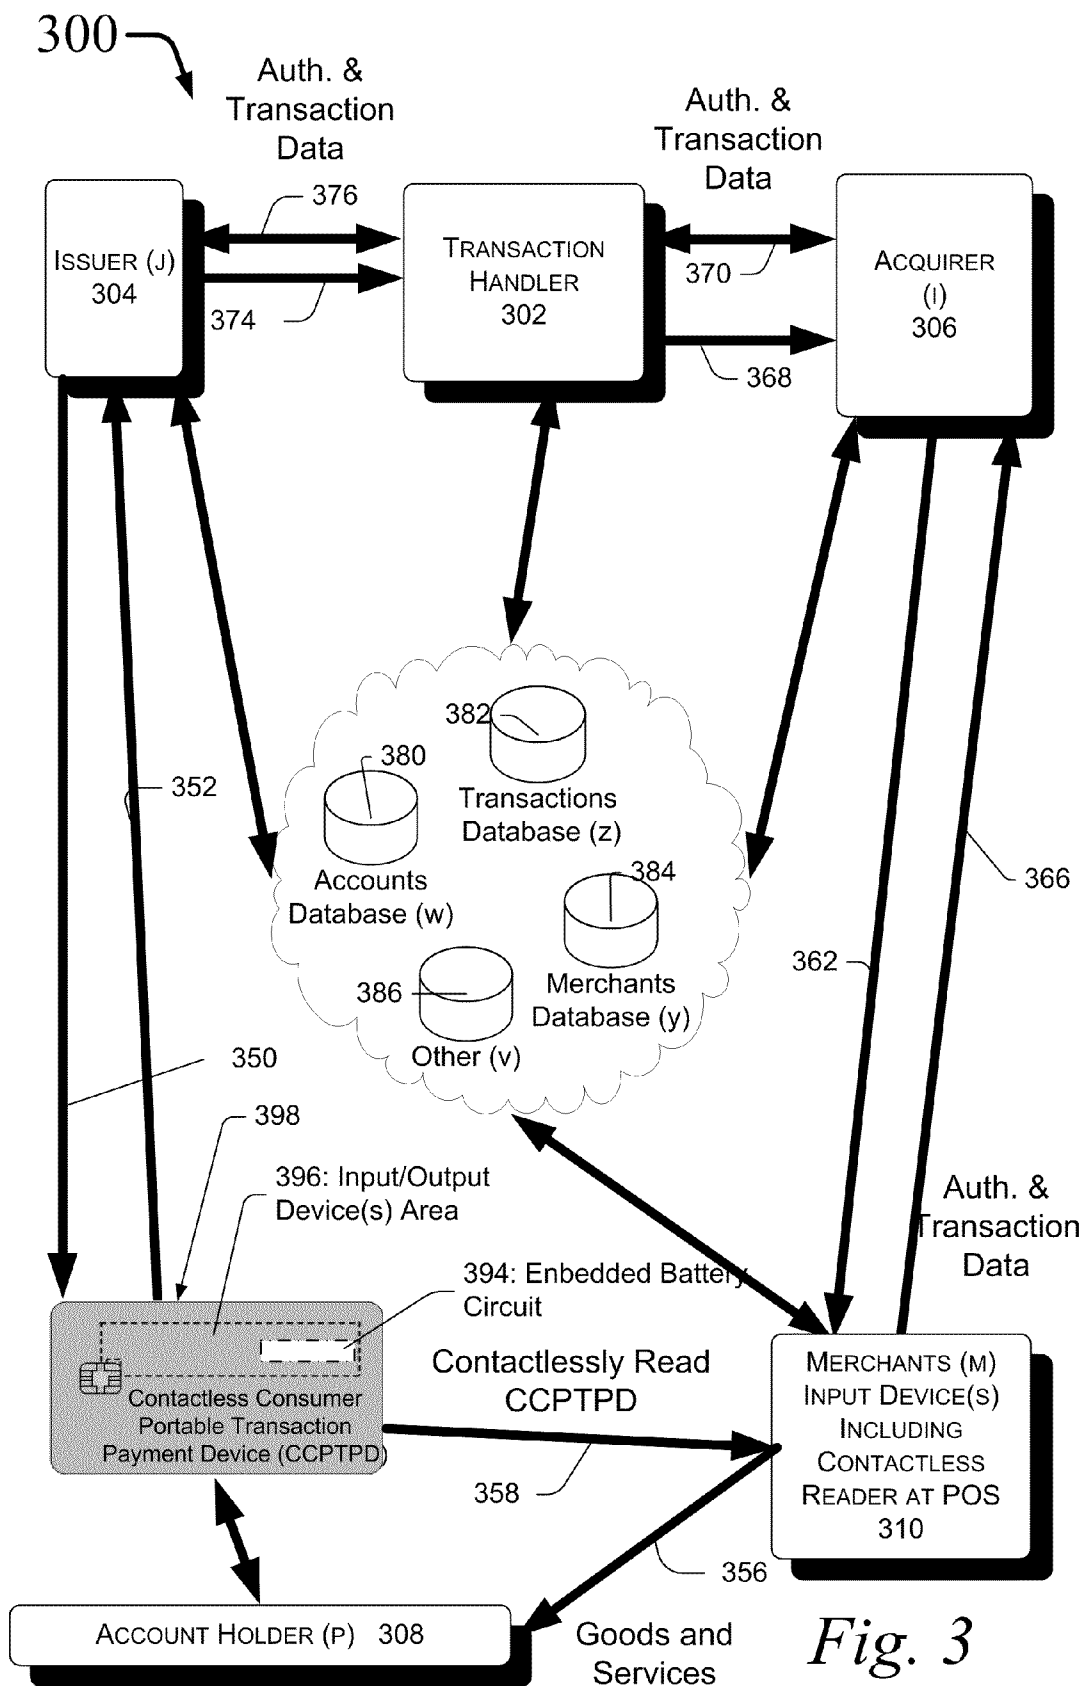 300
Auth. &
Transaction
Data
Auth. &
Transaction
Data
376
ISSUER (J)
304
TRANSACTION
HANDLER
302
370
ACQUIRER
(I)
306
374
368
382
380
Transactions
Database (z)
352
384
Accounts
Database (w)
366
362
386
Merchants
Database (y)
Other (v)
350
398
396: Input/Output
Device(s) Area
Auth. &
Transaction
Data
394: Enbedded Battery
Circuit
Contactlessly Read
CCPTPD
MERCHANTS (M)
INPUT DEVICE(S)
INCLUDING
CONTACTLESS
READER AT POS
310
Contactless Consumer
Portable Transaction
Payment Device (CCPTPD)
358
356
ACCOUNT HOLDER (P) 308
Goods and
Services
Fig. 3